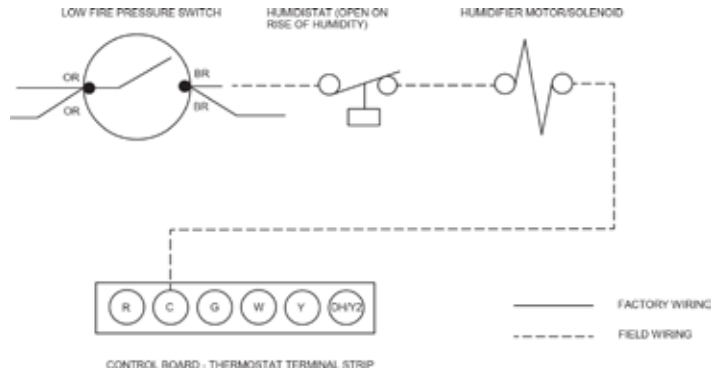 LOW FIRE PRESSURE SWITCH
HUMIDISTAT (OPEN ON
RISE OF HUMIDITY)
HUMIDIFIER MOTOR/SOLENOID
OR
BR
OR
BR
R C G W Y DH/Y2
FACTORY WIRING
FIELD WIRING
CONTROL BOARD - THERMOSTAT TERMINAL STRIP